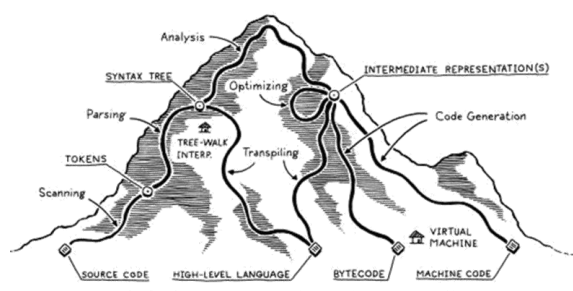 Analysis
SYNTAX TREE
INTERMEDIATE REPRESENTATION(S)
Optimizing
Parsing
Code Generation
TREE-WALK
INTERP.
Transpiling
TOKENS
Scanning
VIRTUAL
MACHINE
SOURCE CODE
HIGH-LEVEL LANGUAGE
BYTECODE
MACHINE CODE